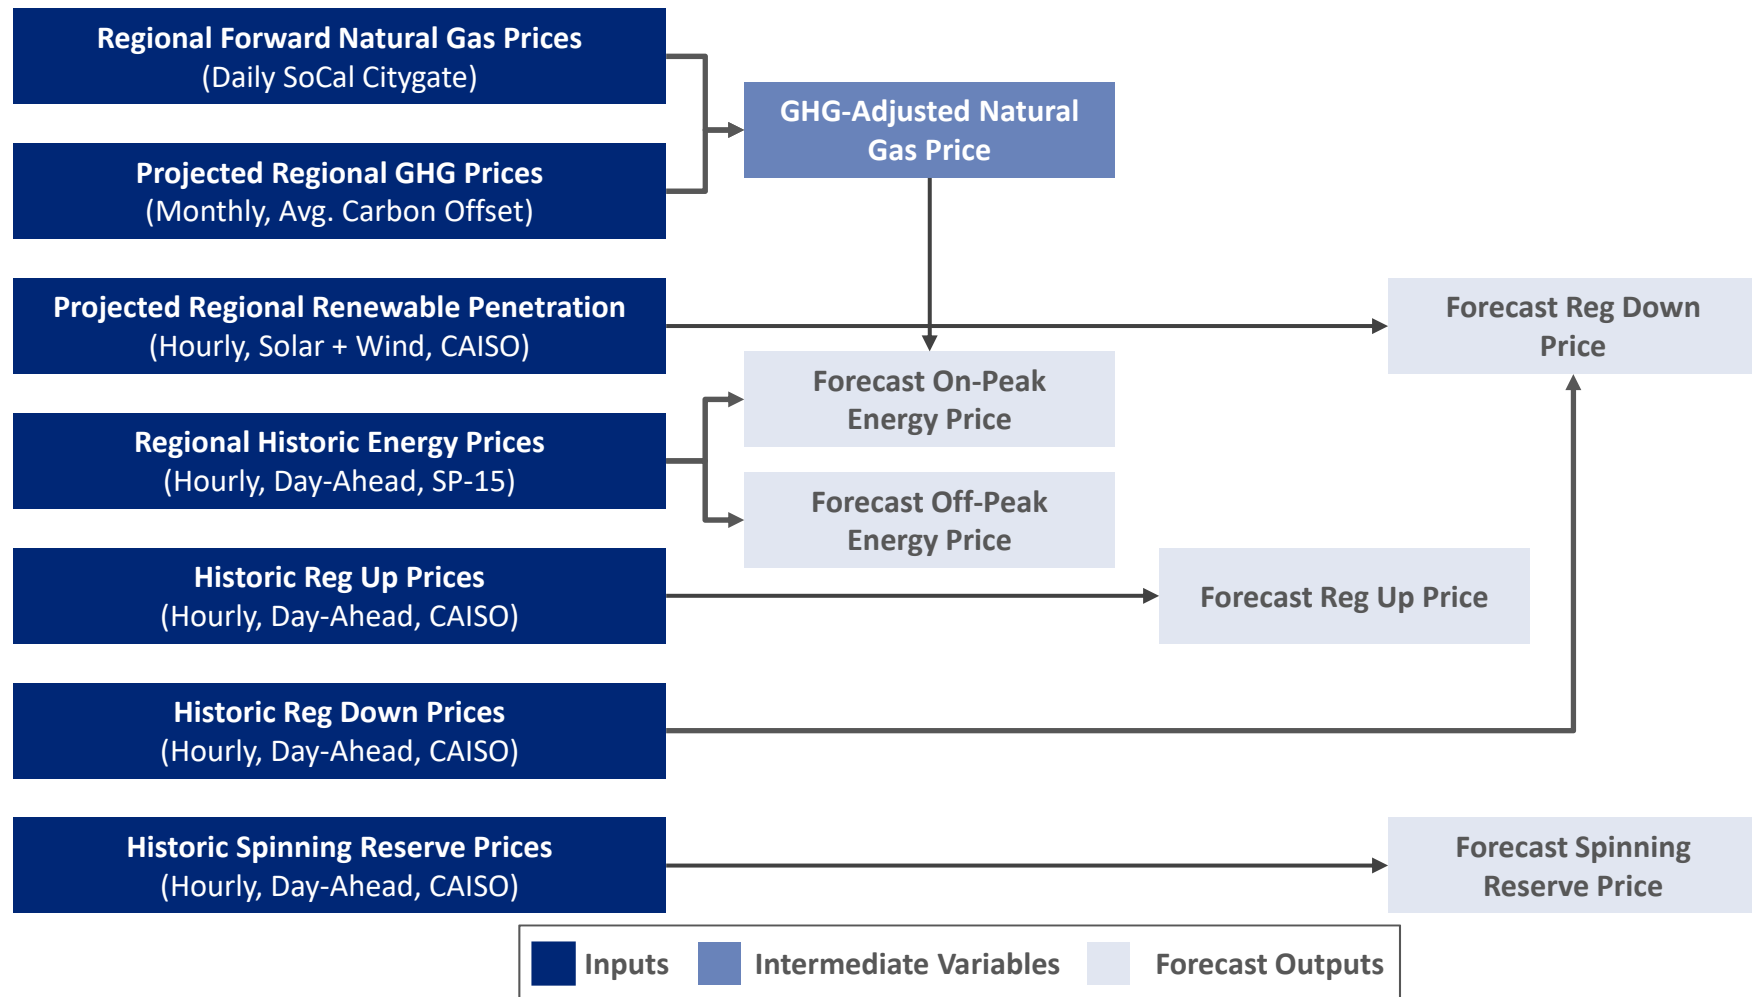 Regional Forward Natural Gas Prices
(Daily SoCal Citygate)
GHG-Adjusted Natural
Gas Price
Projected Regional GHG Prices
(Monthly, Avg. Carbon Offset)
Projected Regional Renewable Penetration
(Hourly, Solar + Wind, CAISO)
Forecast Reg Down
Price
Forecast On-Peak
Energy Price
Regional Historic Energy Prices
(Hourly, Day-Ahead, SP-15)
Forecast Off-Peak
Energy Price
Historic Reg Up Prices
(Hourly, Day-Ahead, CAISO)
Forecast Reg Up Price
Historic Reg Down Prices
(Hourly, Day-Ahead, CAISO)
Historic Spinning Reserve Prices
(Hourly, Day-Ahead, CAISO)
Forecast Spinning
Reserve Price
Inputs
Intermediate Variables
Forecast Outputs